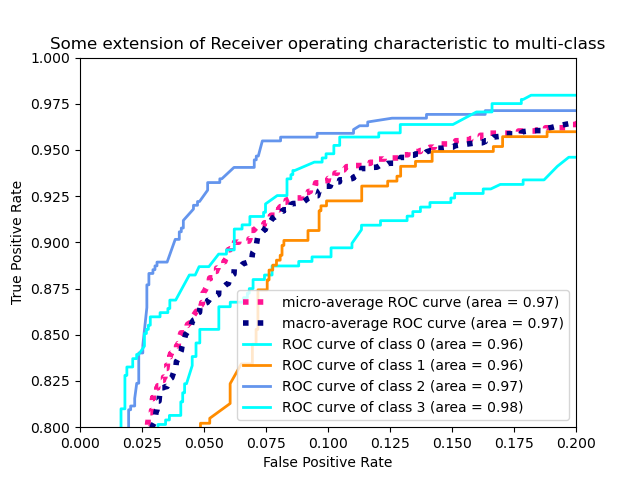 Some extension of Receiver operating characteristic to multi-class
1.000
0.975
0.950
0.925
0.900
0.875
0.850
0.825
0.800
True Positive Rate
micro-average ROC curve (area = 0.97)
macro-average ROC curve (area = 0.97)
ROC curve of class 0 (area = 0.96)
ROC curve of class 1 (area = 0.96)
ROC curve of class 2 (area = 0.97)
ROC curve of class 3 (area = 0.98)
0.000 0.025 0.050 0.075 0.100 0.125 0.150 0.175 0.200
False Positive Rate